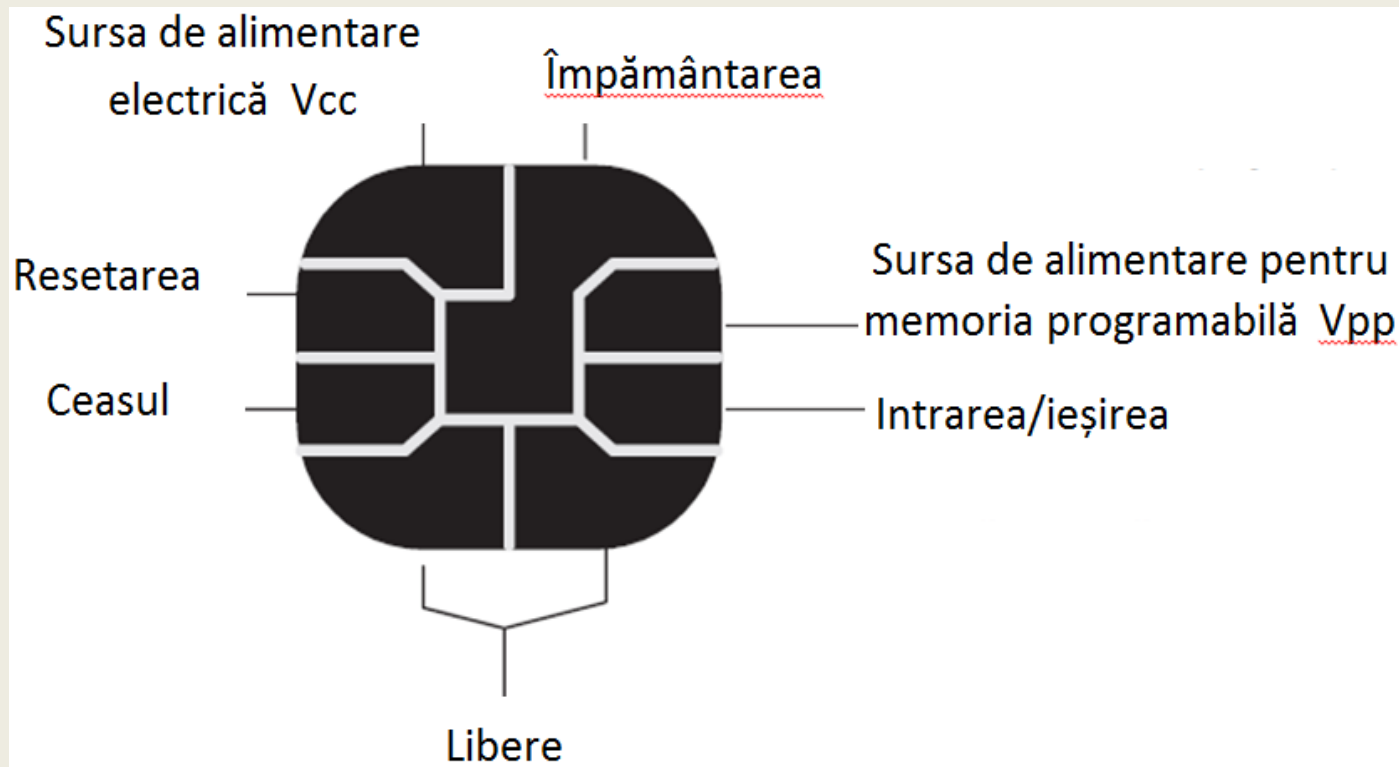 Sursa de alimentare
electrică Vcc
Împământarea
Resetarea
Sursa de alimentare pentru
memoria programabilă Vpp
Ceasul
Intrarea/ieșirea
Libere